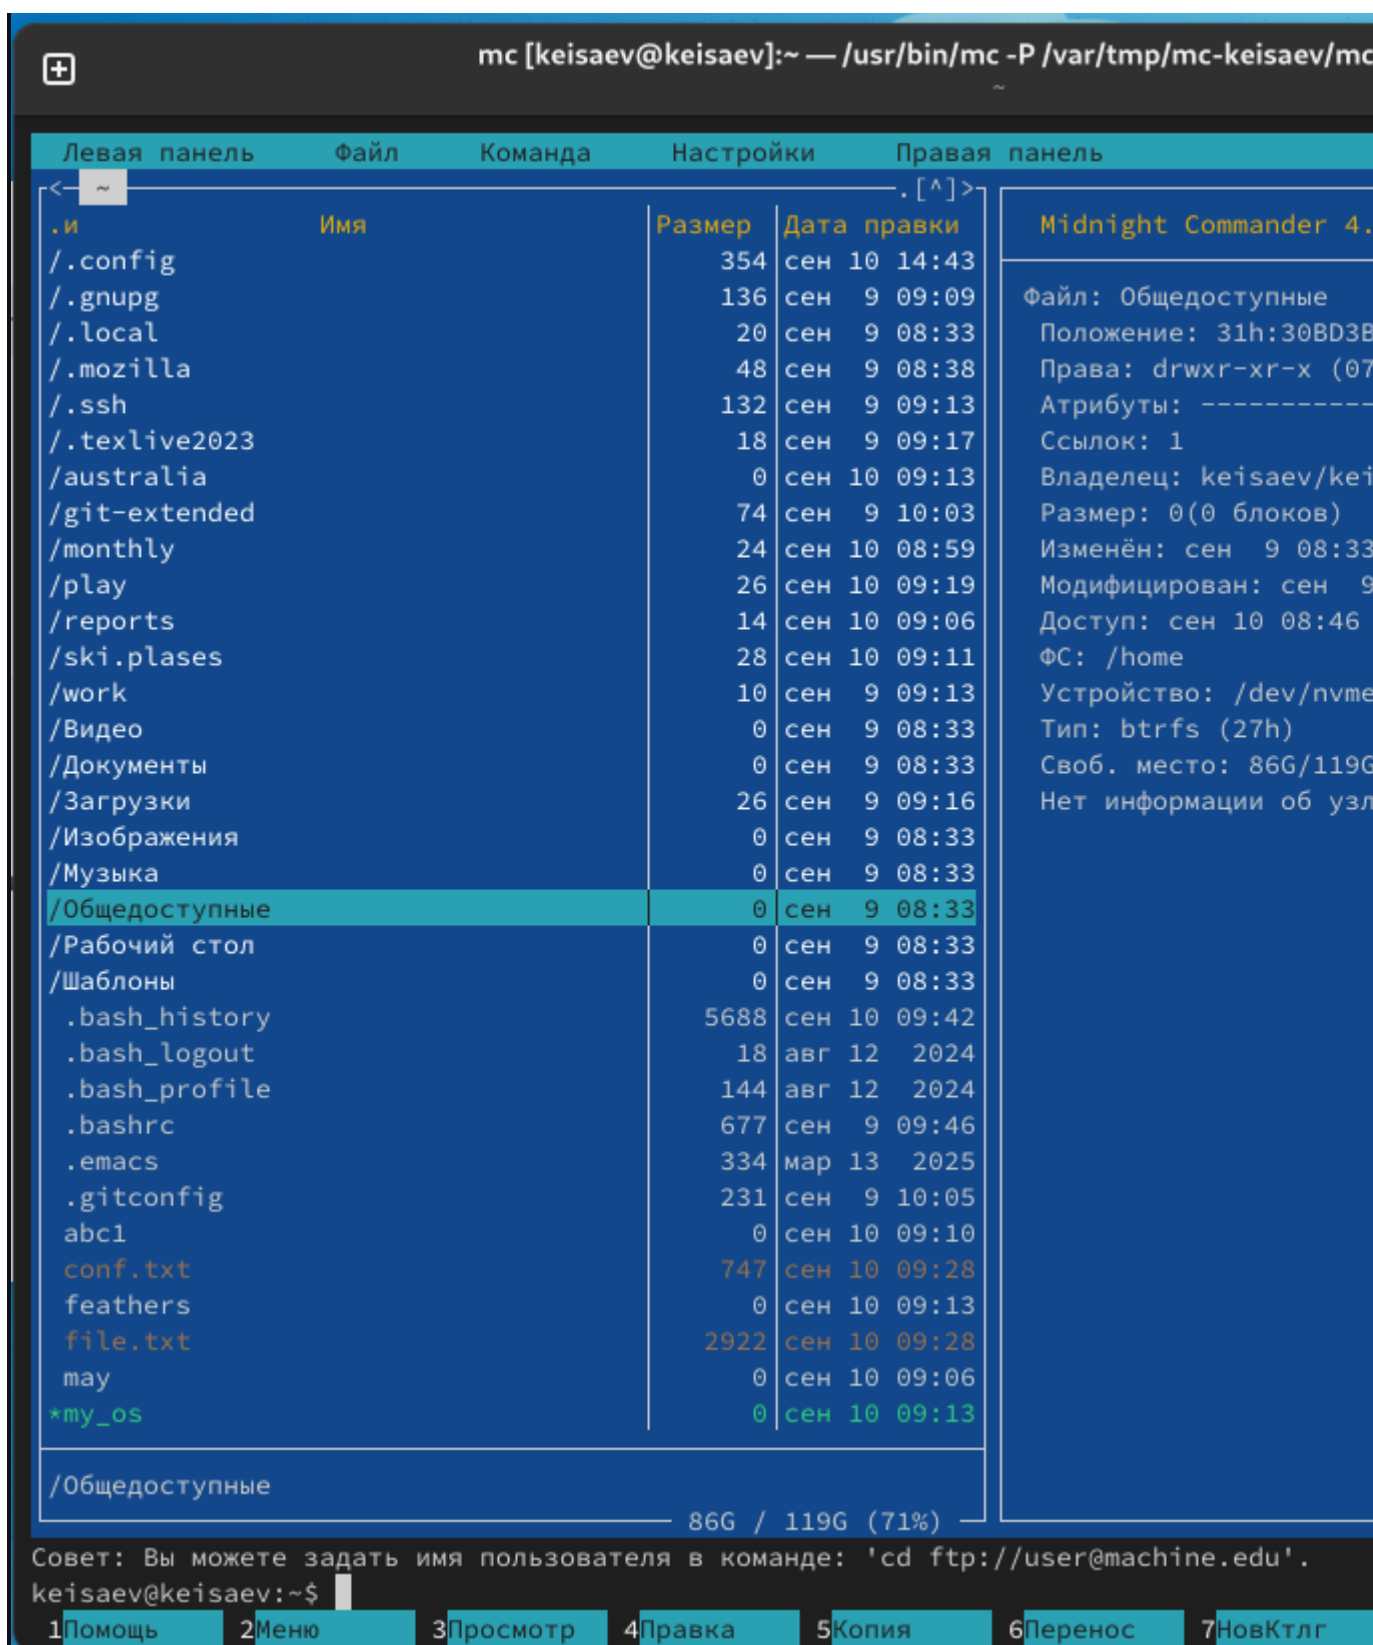 mc [keisaev@keisaev]:~ — /usr/bin/mc -P /var/tmp/mc-keisaev/mc
~
Левая панель Файл Команда Настройки Правая панель
<— ~ .[^]>
.и Имя Размер Дата правки
/.config 354 сен 10 14:43
/.gnupg 136 сен 9 09:09
/.local 20 сен 9 08:33
/.mozilla 48 сен 9 08:38
/.ssh 132 сен 9 09:13
/.texlive2023 18 сен 9 09:17
/australia 0 сен 10 09:13
/git-extended 74 сен 9 10:03
/monthly 24 сен 10 08:59
/play 26 сен 10 09:19
/reports 14 сен 10 09:06
/ski.plases 28 сен 10 09:11
/work 10 сен 9 09:13
/Видео 0 сен 9 08:33
/Документы 0 сен 9 08:33
/Загрузки 26 сен 9 09:16
/Изображения 0 сен 9 08:33
/Музыка 0 сен 9 08:33
/Общедоступные 0 сен 9 08:33
/Рабочий стол 0 сен 9 08:33
/Шаблоны 0 сен 9 08:33
.bash_history 5688 сен 10 09:42
.bash_logout 18 авг 12 2024
.bash_profile 144 авг 12 2024
.bashrc 677 сен 9 09:46
.emacs 334 мар 13 2025
.gitconfig 231 сен 9 10:05
abc1 0 сен 10 09:10
conf.txt 747 сен 10 09:28
feathers 0 сен 10 09:13
file.txt 2922 сен 10 09:28
may 0 сен 10 09:06
*my_os 0 сен 10 09:13
/Общедоступные
86G / 119G (71%)
Midnight Commander 4.
Файл: Общедоступные
Положение: 31h:30BD3B
Права: drwxr-xr-x (07
Атрибуты: -----------
Ссылок: 1
Владелец: keisaev/kei
Размер: 0(0 блоков)
Изменён: сен 9 08:33
Модифицирован: сен 9
Доступ: сен 10 08:46
ФС: /home
Устройство: /dev/nvme
Тип: btrfs (27h)
Своб. место: 86G/119G
Нет информации об узл
Совет: Вы можете задать имя пользователя в команде: 'cd ftp://user@machine.edu'.
keisaev@keisaev:~$
1Помощь 2Меню 3Просмотр 4Правка 5Копия 6Перенос 7НовКтлг